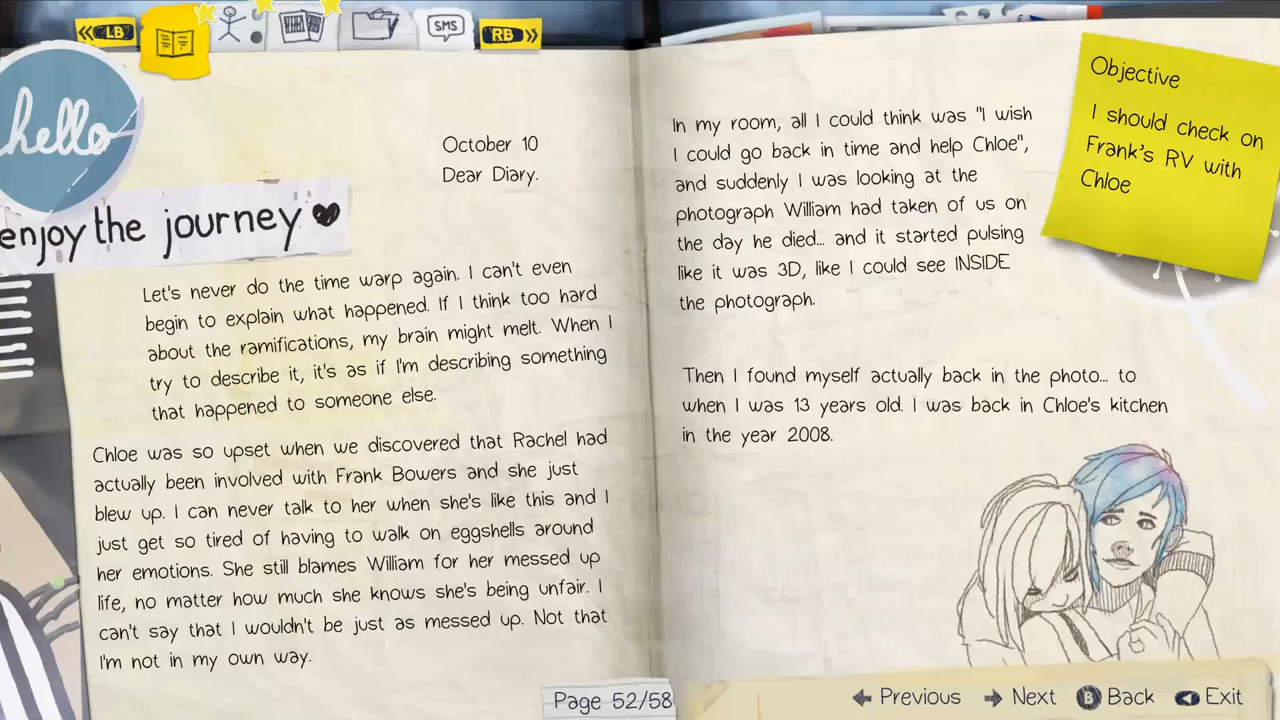 LB
SMS
RB
hello
enjoy the journey
October 10
Dear Diary.
Let's never do the time warp again. I can't even
begin to explain what happened. If I think too hard
about the ramifications, my brain might melt. When I
try to describe it, it's as if I'm describing something
that happened to someone else.
Chloe was so upset when we discovered that Rachel had
actually been involved with Frank Bowers and she just
blew up. I can never talk to her when she's like this and I
just get so tired of having to walk on eggshells around
her emotions. She still blames William for her messed up
life, no matter how much she knows she's being unfair. I
can't say that I wouldn't be just as messed up. Not that
I'm not in my own way.
In my room, all I could think was "I wish
I could go back in time and help Chloe",
and suddenly I was looking at the
photograph William had taken of us on
the day he died... and it started pulsing
like it was 3D, like I could see INSIDE
the photograph.
Then I found myself actually back in the photo... to
when I was 13 years old. I was back in Chloe's kitchen
in the year 2008.
Objective
I should check on
Frank's RV with
Chloe
Page 52/58
Previous
Next
B Back
Exit